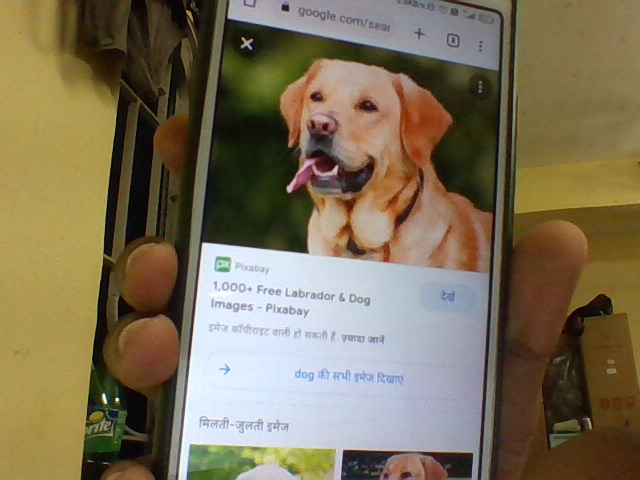 google.com/sear
Pixabay
1,000+ Free Labrador & Dog
Images - Pixabay
देखें
इमेज कॉपीराइट वाली हो सकती हैं. ज़्यादा जानें
dog की सभी इमेज दिखाएं
मिलती-जुलती इमेज
rite